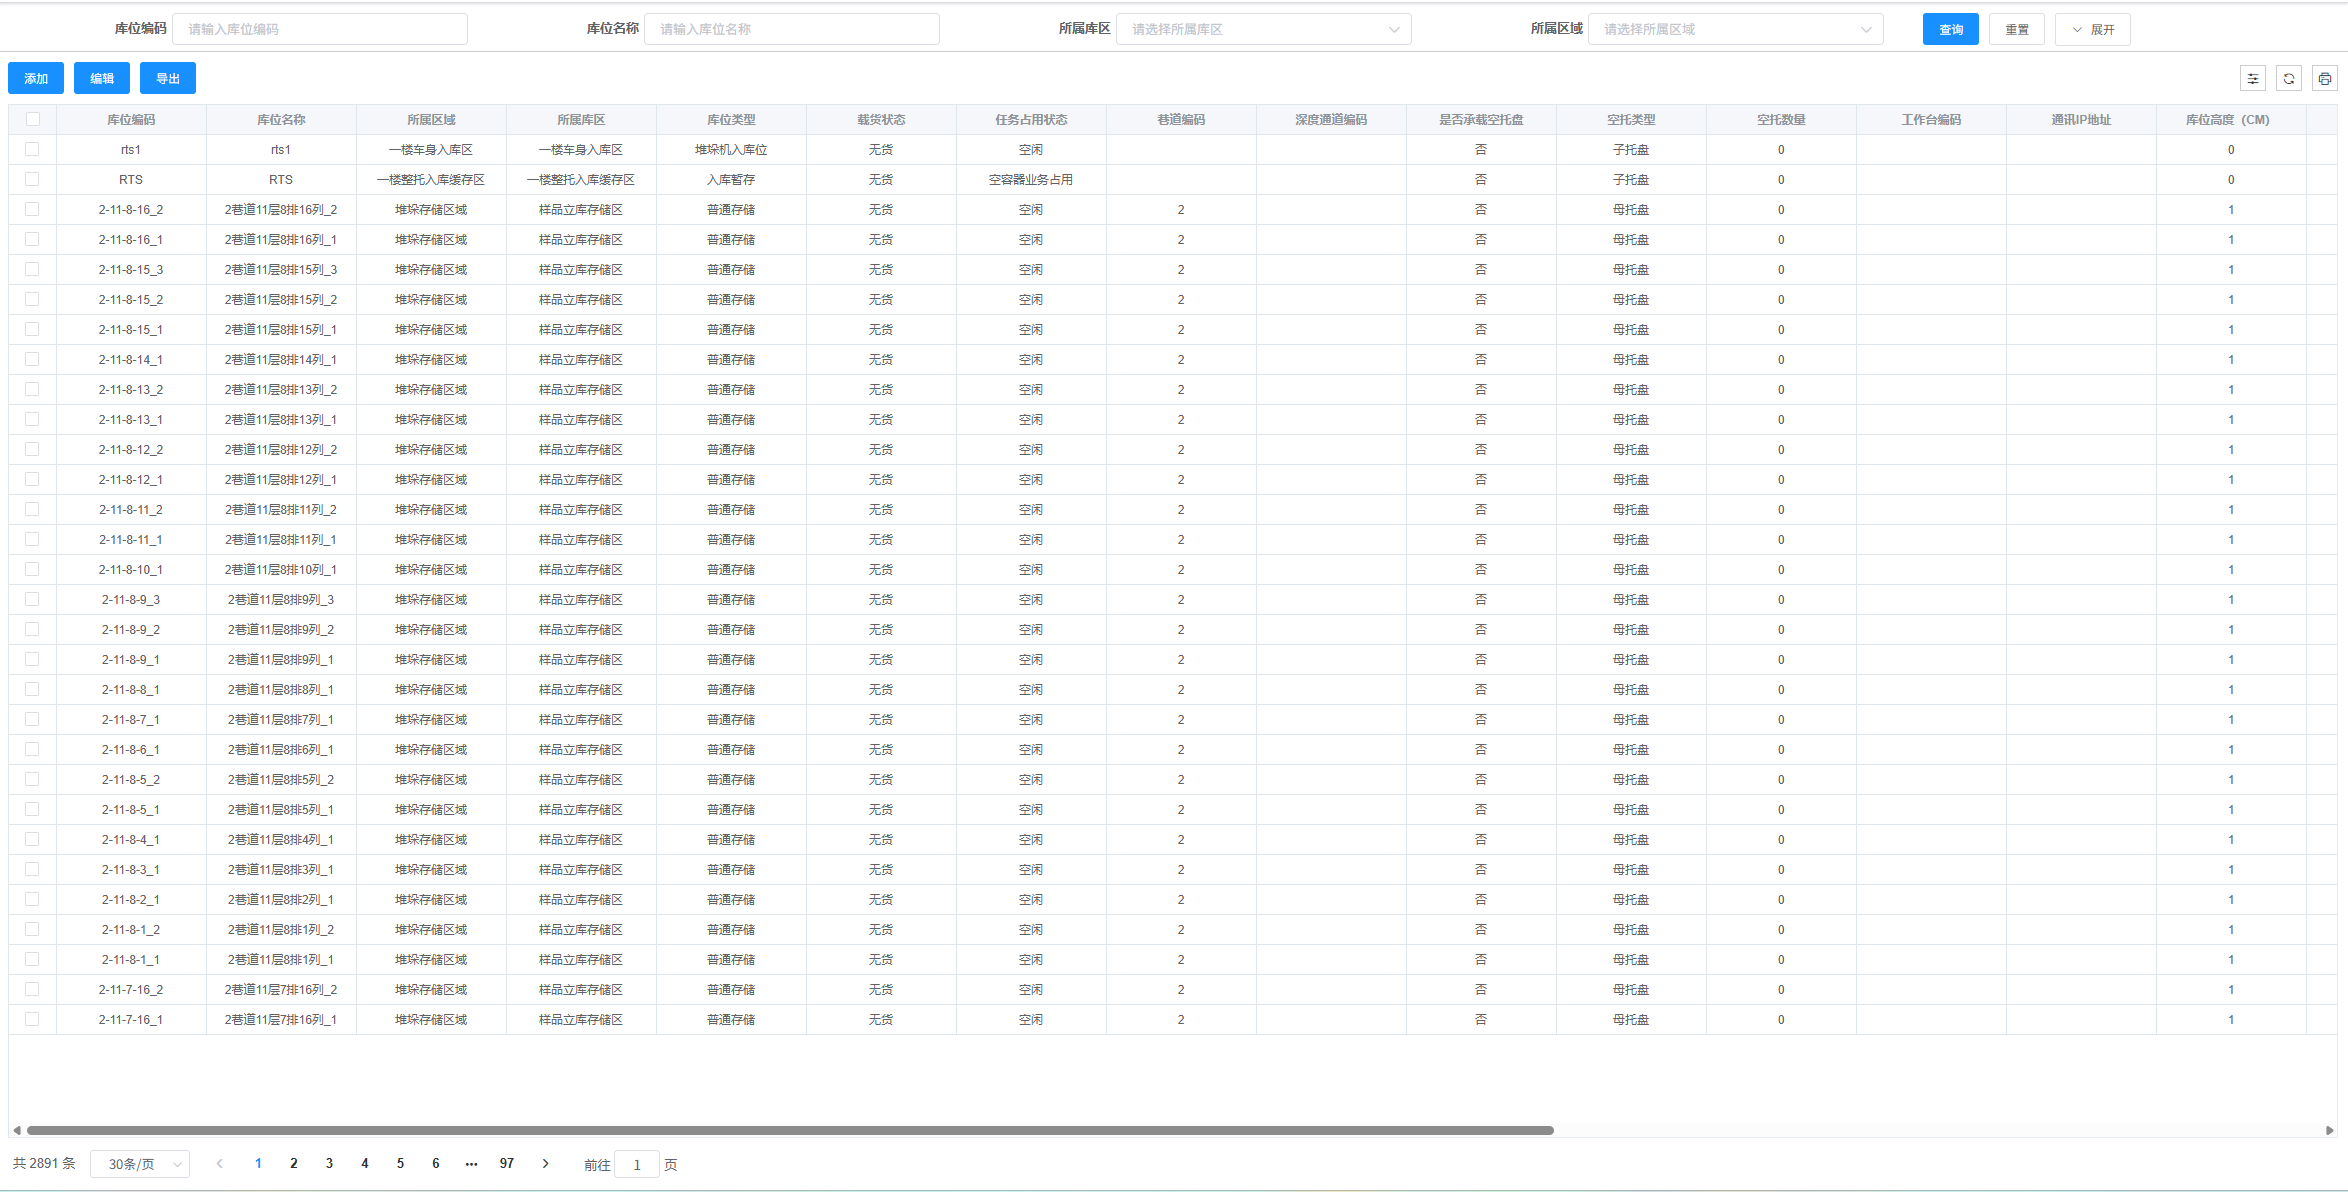 库位编码 请输入库位编码 库位名称 请输入库位名称 所属库区 请选择所属库区 所属区域 请选择所属区域 查询 重置 展开
添加 编辑 导出
库位编码 库位名称 所属区域 所属库区 库位类型 载货状态 任务占用状态 巷道编码 深度通道编码 是否承载空托盘 空托类型 空托数量 工作台编码 通讯IP地址 库位高度（CM）
rts1 rts1 一楼车身入库区 一楼车身入库区 堆垛机入库位 无货 空闲 否 子托盘 0 0
RTS RTS 一楼整托入库缓存区 一楼整托入库缓存区 入库暂存 无货 空容器业务占用 否 子托盘 0 0
2-11-8-16_2 2巷道11层8排16列_2 堆垛存储区域 样品立库存储区 普通存储 无货 空闲 2 否 母托盘 0 1
2-11-8-16_1 2巷道11层8排16列_1 堆垛存储区域 样品立库存储区 普通存储 无货 空闲 2 否 母托盘 0 1
2-11-8-15_3 2巷道11层8排15列_3 堆垛存储区域 样品立库存储区 普通存储 无货 空闲 2 否 母托盘 0 1
2-11-8-15_2 2巷道11层8排15列_2 堆垛存储区域 样品立库存储区 普通存储 无货 空闲 2 否 母托盘 0 1
2-11-8-15_1 2巷道11层8排15列_1 堆垛存储区域 样品立库存储区 普通存储 无货 空闲 2 否 母托盘 0 1
2-11-8-14_1 2巷道11层8排14列_1 堆垛存储区域 样品立库存储区 普通存储 无货 空闲 2 否 母托盘 0 1
2-11-8-13_2 2巷道11层8排13列_2 堆垛存储区域 样品立库存储区 普通存储 无货 空闲 2 否 母托盘 0 1
2-11-8-13_1 2巷道11层8排13列_1 堆垛存储区域 样品立库存储区 普通存储 无货 空闲 2 否 母托盘 0 1
2-11-8-12_2 2巷道11层8排12列_2 堆垛存储区域 样品立库存储区 普通存储 无货 空闲 2 否 母托盘 0 1
2-11-8-12_1 2巷道11层8排12列_1 堆垛存储区域 样品立库存储区 普通存储 无货 空闲 2 否 母托盘 0 1
2-11-8-11_2 2巷道11层8排11列_2 堆垛存储区域 样品立库存储区 普通存储 无货 空闲 2 否 母托盘 0 1
2-11-8-11_1 2巷道11层8排11列_1 堆垛存储区域 样品立库存储区 普通存储 无货 空闲 2 否 母托盘 0 1
2-11-8-10_1 2巷道11层8排10列_1 堆垛存储区域 样品立库存储区 普通存储 无货 空闲 2 否 母托盘 0 1
2-11-8-9_3 2巷道11层8排9列_3 堆垛存储区域 样品立库存储区 普通存储 无货 空闲 2 否 母托盘 0 1
2-11-8-9_2 2巷道11层8排9列_2 堆垛存储区域 样品立库存储区 普通存储 无货 空闲 2 否 母托盘 0 1
2-11-8-9_1 2巷道11层8排9列_1 堆垛存储区域 样品立库存储区 普通存储 无货 空闲 2 否 母托盘 0 1
2-11-8-8_1 2巷道11层8排8列_1 堆垛存储区域 样品立库存储区 普通存储 无货 空闲 2 否 母托盘 0 1
2-11-8-7_1 2巷道11层8排7列_1 堆垛存储区域 样品立库存储区 普通存储 无货 空闲 2 否 母托盘 0 1
2-11-8-6_1 2巷道11层8排6列_1 堆垛存储区域 样品立库存储区 普通存储 无货 空闲 2 否 母托盘 0 1
2-11-8-5_2 2巷道11层8排5列_2 堆垛存储区域 样品立库存储区 普通存储 无货 空闲 2 否 母托盘 0 1
2-11-8-5_1 2巷道11层8排5列_1 堆垛存储区域 样品立库存储区 普通存储 无货 空闲 2 否 母托盘 0 1
2-11-8-4_1 2巷道11层8排4列_1 堆垛存储区域 样品立库存储区 普通存储 无货 空闲 2 否 母托盘 0 1
2-11-8-3_1 2巷道11层8排3列_1 堆垛存储区域 样品立库存储区 普通存储 无货 空闲 2 否 母托盘 0 1
2-11-8-2_1 2巷道11层8排2列_1 堆垛存储区域 样品立库存储区 普通存储 无货 空闲 2 否 母托盘 0 1
2-11-8-1_2 2巷道11层8排1列_2 堆垛存储区域 样品立库存储区 普通存储 无货 空闲 2 否 母托盘 0 1
2-11-8-1_1 2巷道11层8排1列_1 堆垛存储区域 样品立库存储区 普通存储 无货 空闲 2 否 母托盘 0 1
2-11-7-16_2 2巷道11层7排16列_2 堆垛存储区域 样品立库存储区 普通存储 无货 空闲 2 否 母托盘 0 1
2-11-7-16_1 2巷道11层7排16列_1 堆垛存储区域 样品立库存储区 普通存储 无货 空闲 2 否 母托盘 0 1
共 2891 条 30条/页 1 2 3 4 5 6 ••• 97 前往 1 页